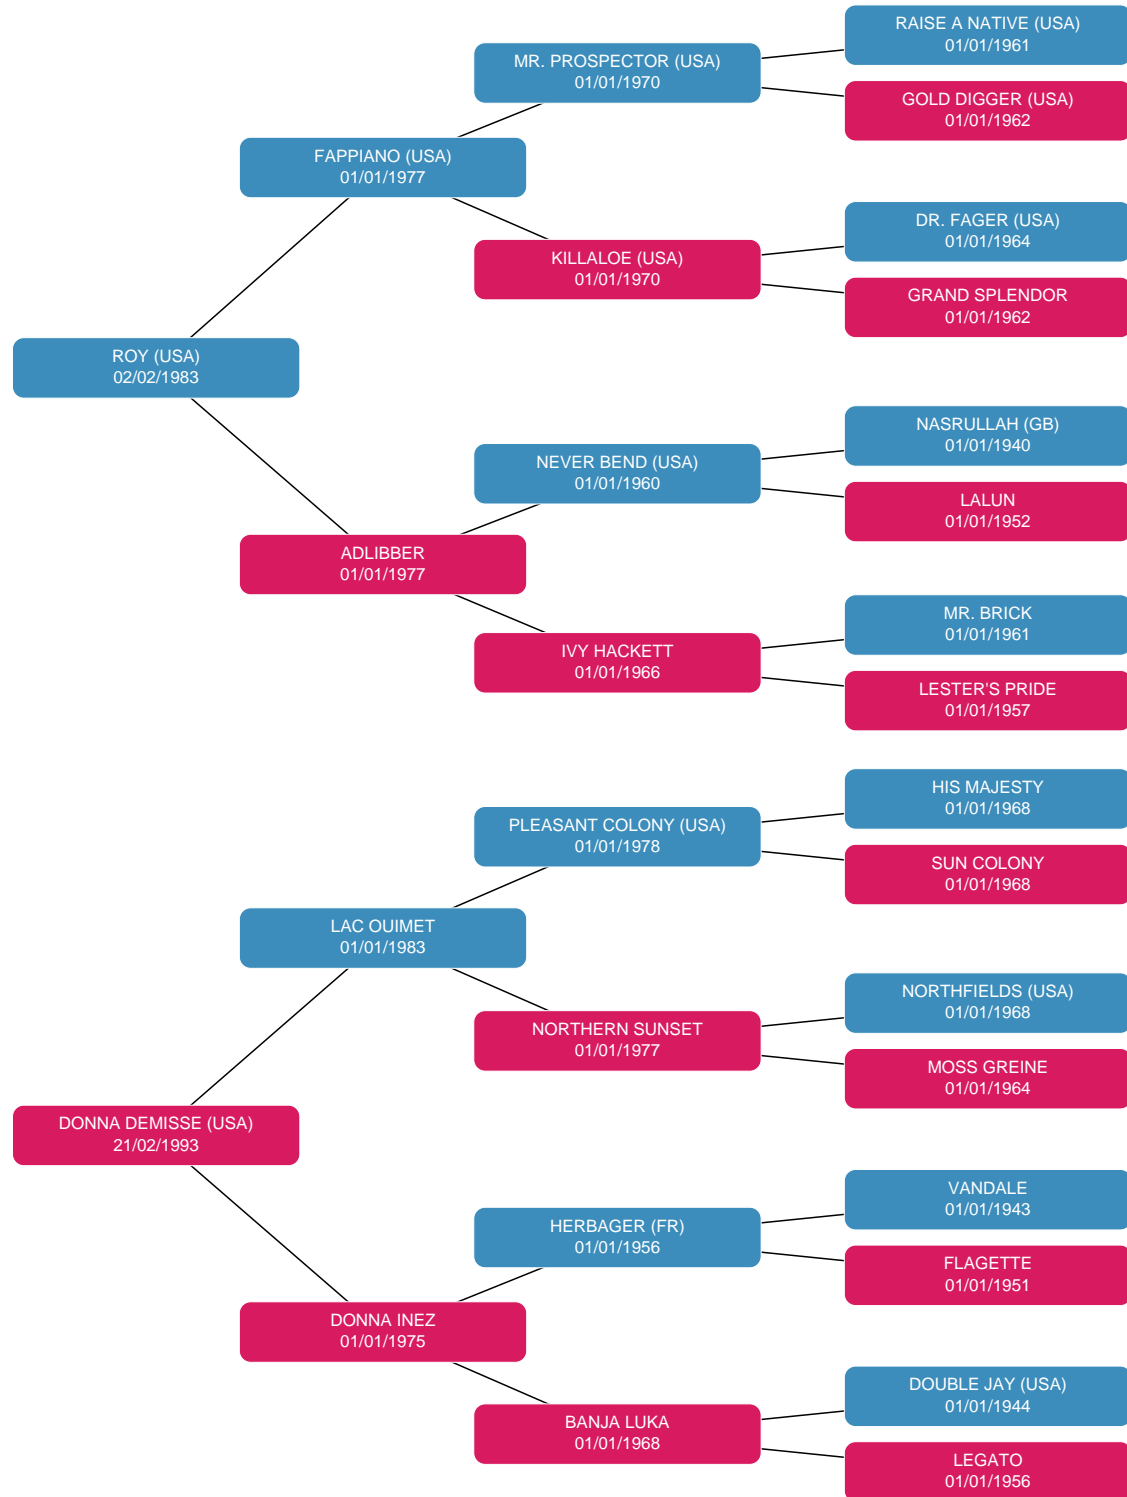 RAISE A NATIVE (USA)
01/01/1961
MR. PROSPECTOR (USA)
01/01/1970
GOLD DIGGER (USA)
01/01/1962
FAPPIANO (USA)
01/01/1977
DR. FAGER (USA)
01/01/1964
KILLALOE (USA)
01/01/1970
GRAND SPLENDOR
01/01/1962
ROY (USA)
02/02/1983
NASRULLAH (GB)
01/01/1940
NEVER BEND (USA)
01/01/1960
LALUN
01/01/1952
ADLIBBER
01/01/1977
MR. BRICK
01/01/1961
IVY HACKETT
01/01/1966
LESTER'S PRIDE
01/01/1957
HIS MAJESTY
01/01/1968
PLEASANT COLONY (USA)
01/01/1978
SUN COLONY
01/01/1968
LAC OUIMET
01/01/1983
NORTHFIELDS (USA)
01/01/1968
NORTHERN SUNSET
01/01/1977
MOSS GREINE
01/01/1964
DONNA DEMISSE (USA)
21/02/1993
VANDALE
01/01/1943
HERBAGER (FR)
01/01/1956
FLAGETTE
01/01/1951
DONNA INEZ
01/01/1975
DOUBLE JAY (USA)
01/01/1944
BANJA LUKA
01/01/1968
LEGATO
01/01/1956